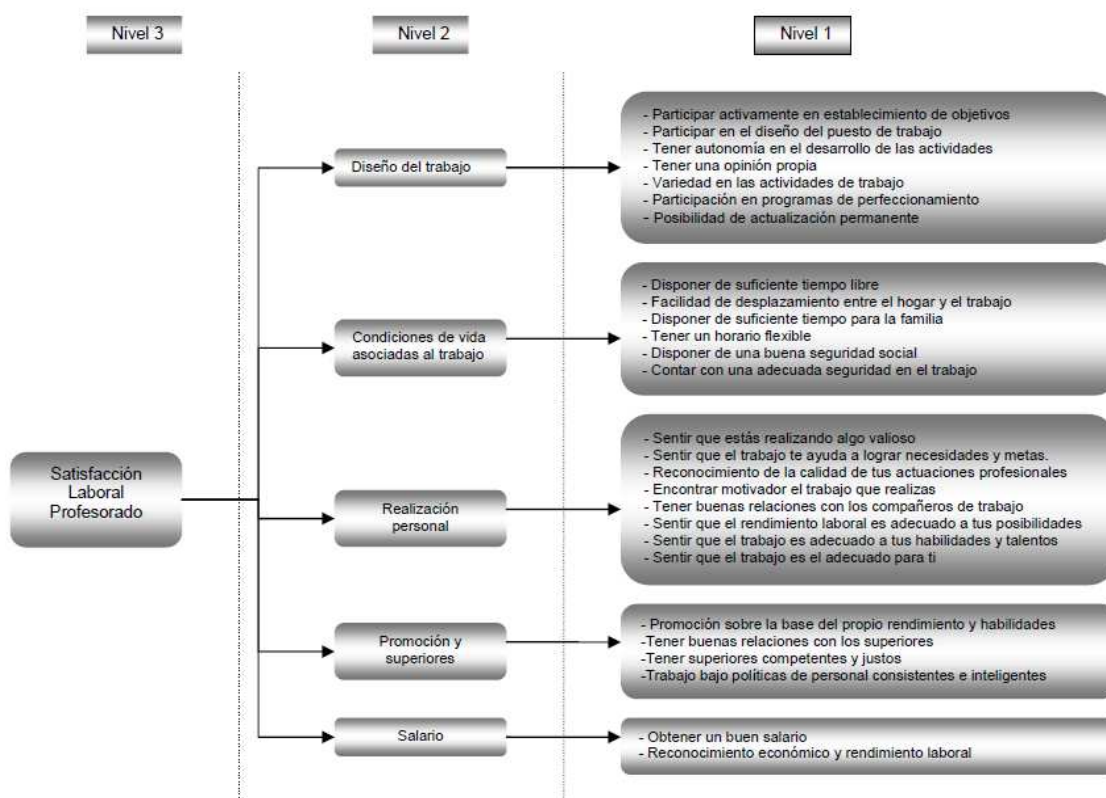 Nivel 3
Nivel 2
Nivel 1
Diseño del trabajo
- Participar activamente en establecimiento de objetivos
- Participar en el diseño del puesto de trabajo
- Tener autonomía en el desarrollo de las actividades
- Tener una opinión propia
- Variedad en las actividades de trabajo
- Participación en programas de perfeccionamiento
- Posibilidad de actualización permanente
Condiciones de vida
asociadas al trabajo
- Disponer de suficiente tiempo libre
- Facilidad de desplazamiento entre el hogar y el trabajo
- Disponer de suficiente tiempo para la familia
- Tener un horario flexible
- Disponer de una buena seguridad social
- Contar con una adecuada seguridad en el trabajo
Satisfacción
Laboral
Profesorado
Realización
personal
- Sentir que estás realizando algo valioso
- Sentir que el trabajo te ayuda a lograr necesidades y metas.
- Reconocimiento de la calidad de tus actuaciones profesionales
- Encontrar motivador el trabajo que realizas
- Tener buenas relaciones con los compañeros de trabajo
- Sentir que el rendimiento laboral es adecuado a tus posibilidades
- Sentir que el trabajo es adecuado a tus habilidades y talentos
- Sentir que el trabajo es el adecuado para ti
Promoción y
superiores
- Promoción sobre la base del propio rendimiento y habilidades
-Tener buenas relaciones con los superiores
-Tener superiores competentes y justos
-Trabajo bajo políticas de personal consistentes e inteligentes
Salario
- Obtener un buen salario
- Reconocimiento económico y rendimiento laboral